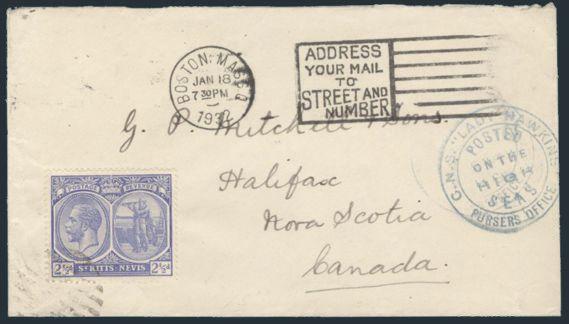 BOSTON, MASS.
JAN 18
7 30 PM
ADDRESS
YOUR MAIL
TO
STREET AND
NUMBER
G. P. Mitchell & Sons.
Halifax
Nova Scotia
Canada.
C.N.S. "LADY HAWKINS"
POSTED
ON THE
HIGH
SEAS
PURSERS OFFICE
POSTAGE REVENUE
2½d ST KITTS-NEVIS 2½d